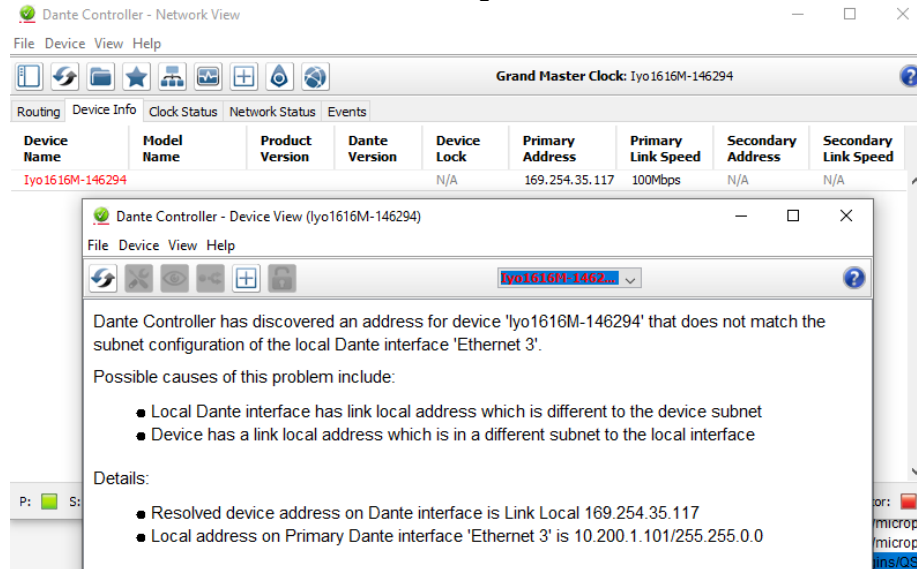 Dante Controller - Network View
File Device View Help
Grand Master Clock: Iyo1616M-146294
Routing Device Info Clock Status Network Status Events
Device Name Model Name Product Version Dante Version Device Lock Primary Address Primary Link Speed Secondary Address Secondary Link Speed
Iyo1616M-146294 N/A 169.254.35.117 100Mbps N/A N/A
Dante Controller - Device View (Iyo1616M-146294)
File Device View Help
Iyo1616M-1462...
Dante Controller has discovered an address for device 'Iyo1616M-146294' that does not match the
subnet configuration of the local Dante interface 'Ethernet 3'.
Possible causes of this problem include:
● Local Dante interface has link local address which is different to the device subnet
● Device has a link local address which is in a different subnet to the local interface
Details:
● Resolved device address on Dante interface is Link Local 169.254.35.117
● Local address on Primary Dante interface 'Ethernet 3' is 10.200.1.101/255.255.0.0
P: S: